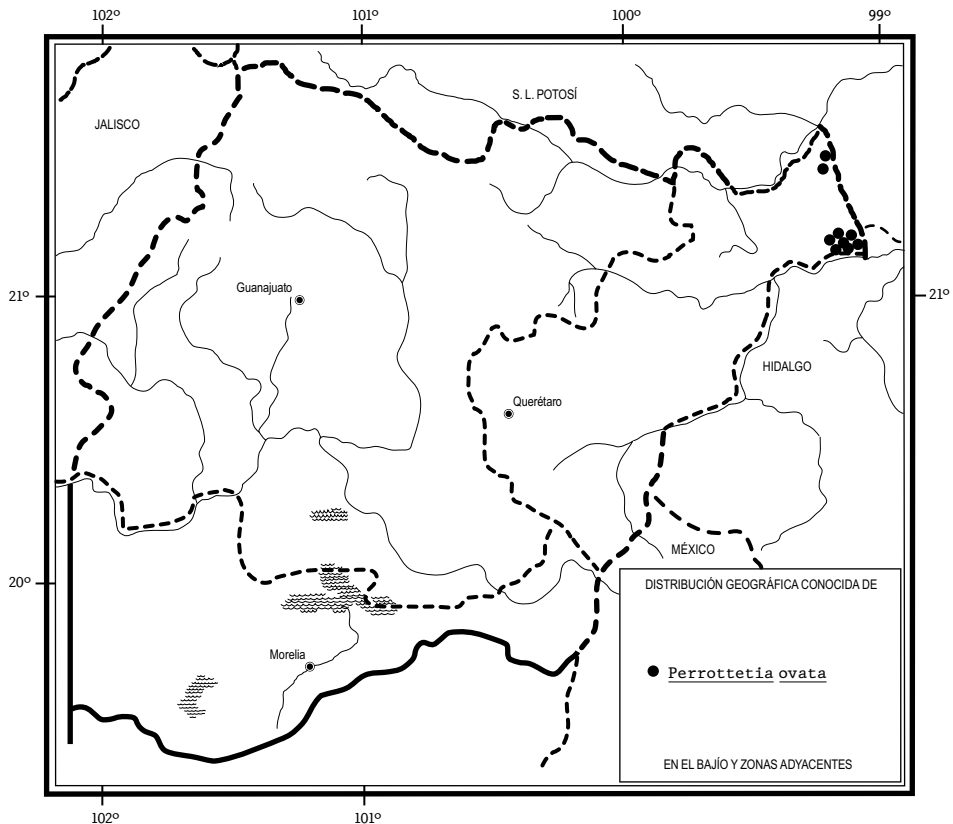 102º 101º 100º 99º
S. L. POTOSÍ
JALISCO
Guanajuato
21º
21º
HIDALGO
Querétaro
MÉXICO
20º
DISTRIBUCIÓN GEOGRÁFICA CONOCIDA DE
Morelia
Perrottetia ovata
EN EL BAJÍO Y ZONAS ADYACENTES
102º 101º